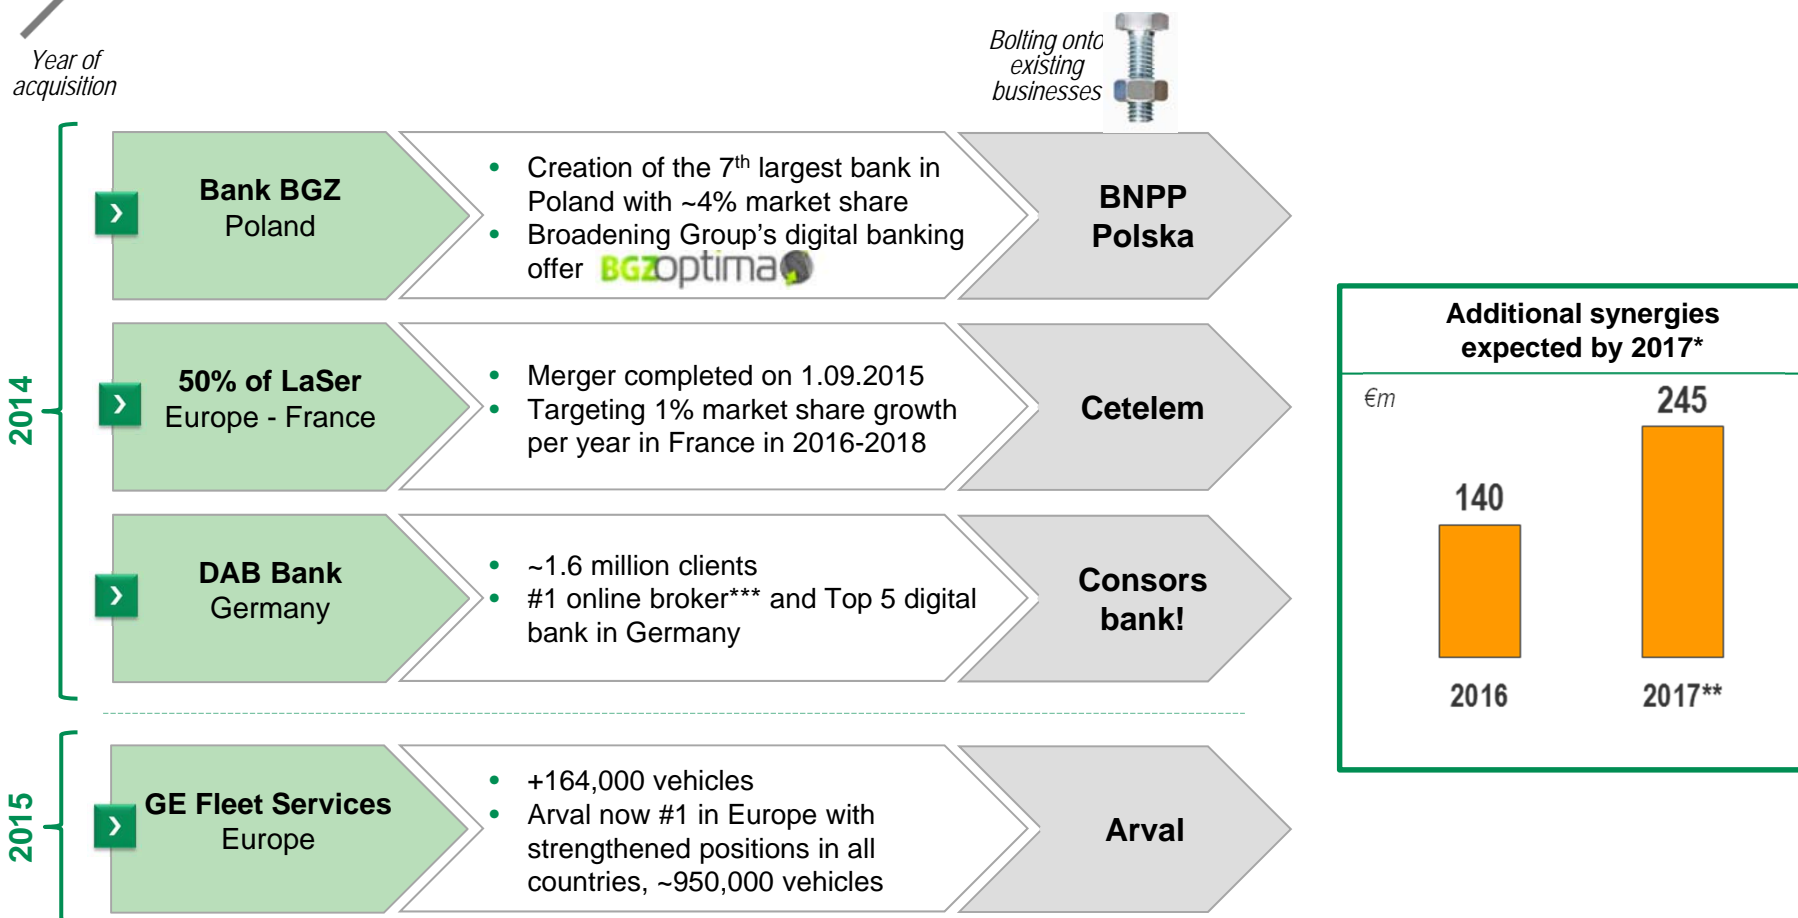 Year of
acquisition
Bolting onto
existing
businesses
2014
Bank BGZ
Poland
• Creation of the 7th largest bank in
Poland with ~4% market share
• Broadening Group's digital banking
offer BGŻOptima
BNPP
Polska
50% of LaSer
Europe - France
• Merger completed on 1.09.2015
• Targeting 1% market share growth
per year in France in 2016-2018
Cetelem
DAB Bank
Germany
• ~1.6 million clients
• #1 online broker*** and Top 5 digital
bank in Germany
Consors
bank!
2015
GE Fleet Services
Europe
• +164,000 vehicles
• Arval now #1 in Europe with
strengthened positions in all
countries, ~950,000 vehicles
Arval
Additional synergies
expected by 2017*
€m
140
245
2016
2017**